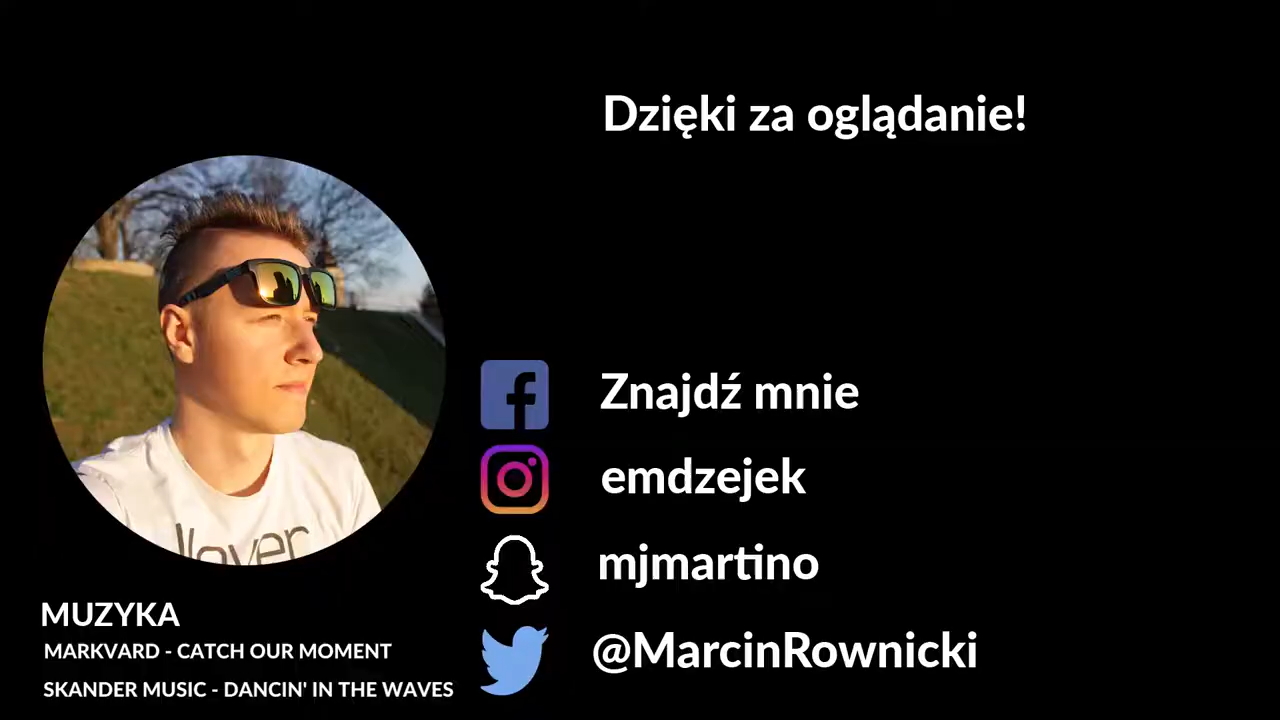 Dzięki za oglądanie!
Znajdź mnie
emdzejek
mjmartino
@MarcinRownicki
MUZYKA
MARKVARD - CATCH OUR MOMENT
SKANDER MUSIC - DANCIN' IN THE WAVES